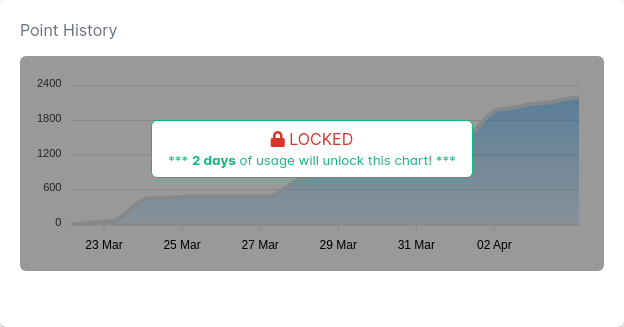 Point History
2400
1800
1200
600
0
LOCKED
*** 2 days of usage will unlock this chart! ***
23 Mar 25 Mar 27 Mar 29 Mar 31 Mar 02 Apr